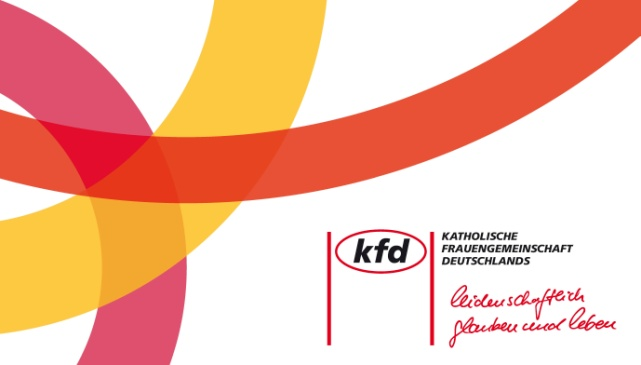 kfd
KATHOLISCHE
FRAUENGEMEINSCHAFT
DEUTSCHLANDS
leidenschaftlich
glauben und leben